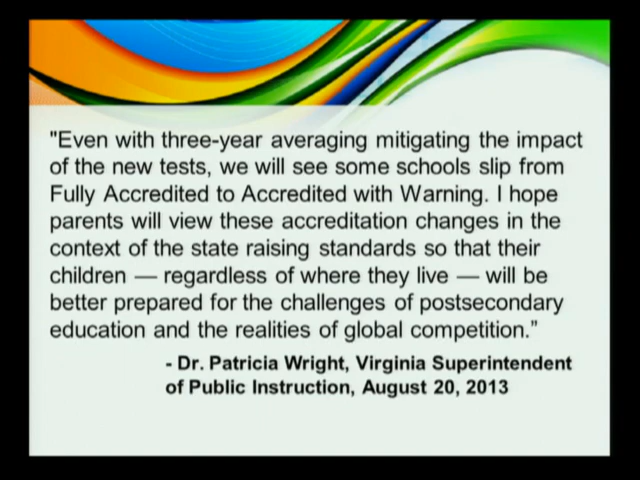 "Even with three-year averaging mitigating the impact
of the new tests, we will see some schools slip from
Fully Accredited to Accredited with Warning. I hope
parents will view these accreditation changes in the
context of the state raising standards so that their
children — regardless of where they live — will be
better prepared for the challenges of postsecondary
education and the realities of global competition.”
- Dr. Patricia Wright, Virginia Superintendent
of Public Instruction, August 20, 2013